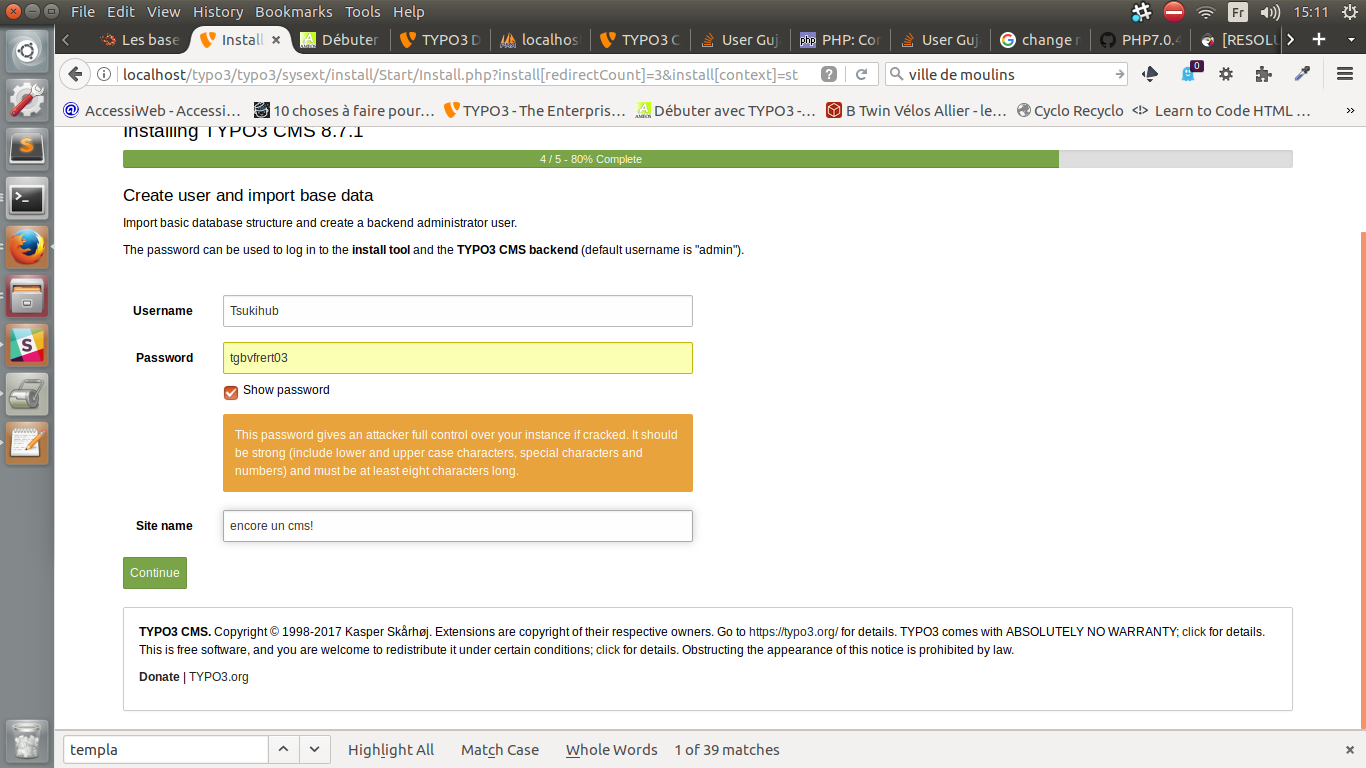 File Edit View History Bookmarks Tools Help
Fr 15:11
Les base
Install
Débuter
TYPO3 D
localhos
TYPO3 C
User Guj
PHP: Cor
User Guj
change r
PHP7.0.4
[RESOLU
localhost/typo3/typo3/sysext/install/Start/Install.php?install[redirectCount]=3&install[context]=st
ville de moulins
0
AccessiWeb - Accessi…
10 choses à faire pour…
TYPO3 - The Enterpris…
Débuter avec TYPO3 -…
B Twin Vélos Allier - le…
Cyclo Recyclo
Learn to Code HTML …
Installing TYPO3 CMS 8.7.1
4 / 5 - 80% Complete
Create user and import base data
Import basic database structure and create a backend administrator user.
The password can be used to log in to the install tool and the TYPO3 CMS backend (default username is "admin").
Username
Tsukihub
Password
tgbvfrert03
Show password
This password gives an attacker full control over your instance if cracked. It should
be strong (include lower and upper case characters, special characters and
numbers) and must be at least eight characters long.
Site name
encore un cms!
Continue
TYPO3 CMS. Copyright © 1998-2017 Kasper Skårhøj. Extensions are copyright of their respective owners. Go to https://typo3.org/ for details. TYPO3 comes with ABSOLUTELY NO WARRANTY; click for details.
This is free software, and you are welcome to redistribute it under certain conditions; click for details. Obstructing the appearance of this notice is prohibited by law.
Donate | TYPO3.org
templa
Highlight All
Match Case
Whole Words
1 of 39 matches